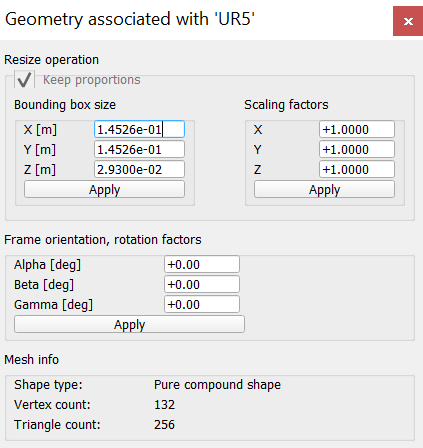 Geometry associated with 'UR5'
Resize operation
Keep proportions
Bounding box size
Scaling factors
X [m] 1.4526e-01
X +1.0000
Y [m] 1.4526e-01
Y +1.0000
Z [m] 2.9300e-02
Z +1.0000
Apply
Apply
Frame orientation, rotation factors
Alpha [deg] +0.00
Beta [deg] +0.00
Gamma [deg] +0.00
Apply
Mesh info
Shape type: Pure compound shape
Vertex count: 132
Triangle count: 256